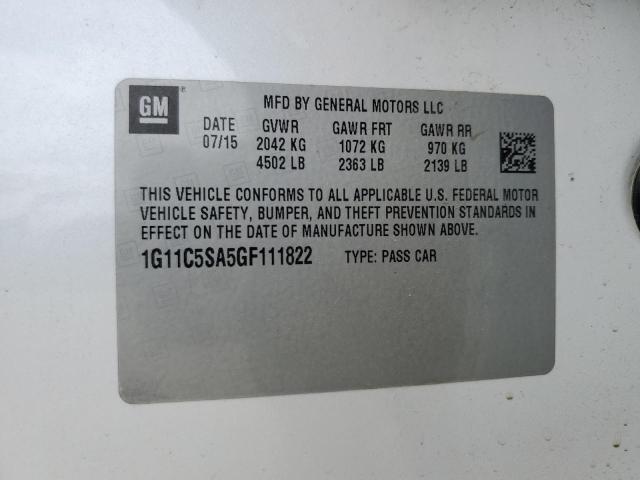 GM ® MFD BY GENERAL MOTORS LLC
DATE GVWR GAWR FRT GAWR RR
07/15 2042 KG 1072 KG 970 KG
4502 LB 2363 LB 2139 LB
THIS VEHICLE CONFORMS TO ALL APPLICABLE U.S. FEDERAL MOTOR
VEHICLE SAFETY, BUMPER, AND THEFT PREVENTION STANDARDS IN
EFFECT ON THE DATE OF MANUFACTURE SHOWN ABOVE.
1G11C5SA5GF111822 TYPE: PASS CAR